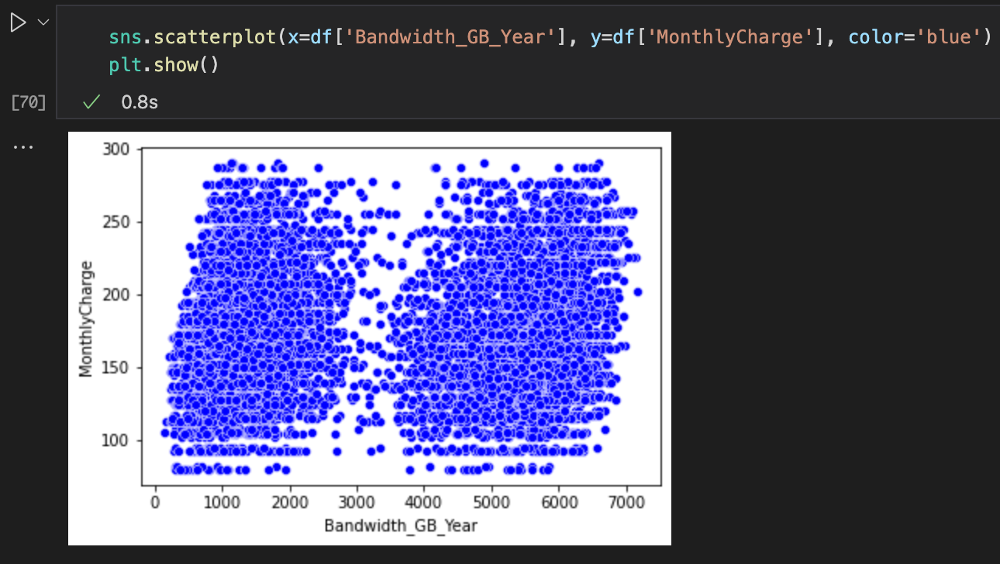 sns.scatterplot(x=df['Bandwidth_GB_Year'], y=df['MonthlyCharge'], color='blue')
plt.show()
[70]
0.8s
...
300
250
200
150
100
MonthlyCharge
0 1000 2000 3000 4000 5000 6000 7000
Bandwidth_GB_Year